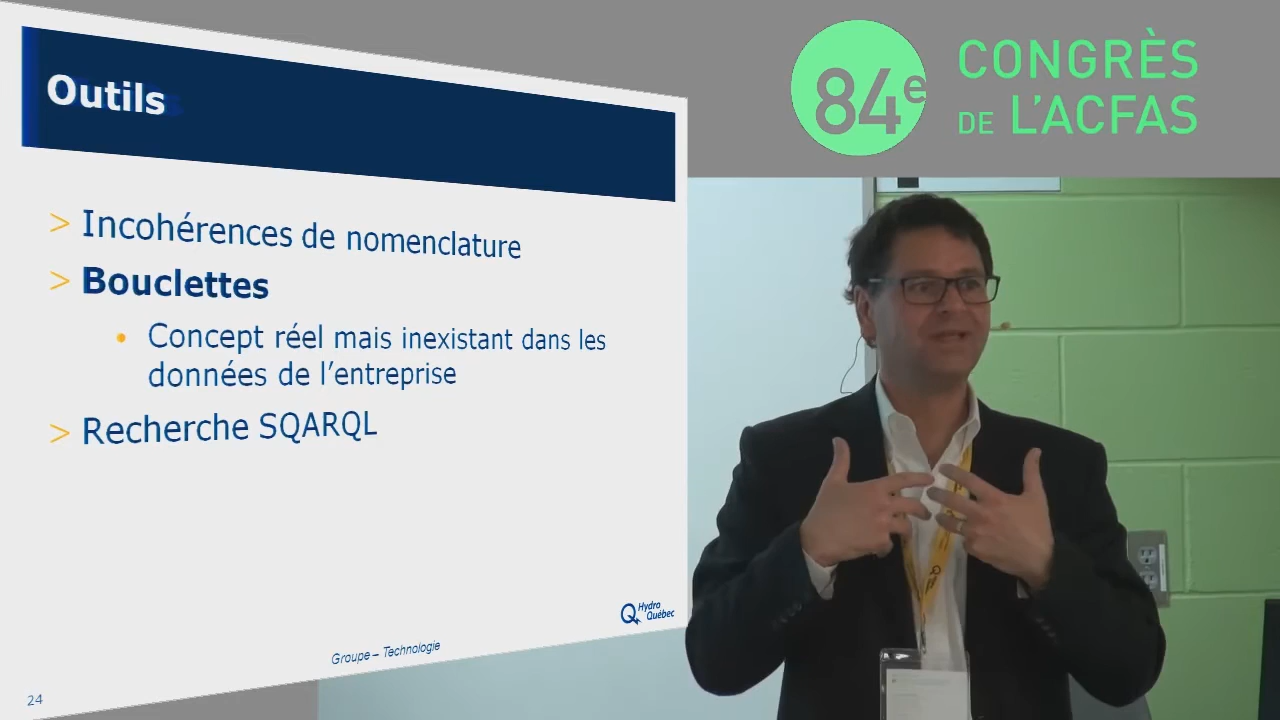 Outils
> Incohérences de nomenclature
> Bouclettes
• Concept réel mais inexistant dans les
données de l'entreprise
> Recherche SQARQL
Hydro
Québec
Groupe – Technologie
24
84e
CONGRÈS
DE L'ACFAS